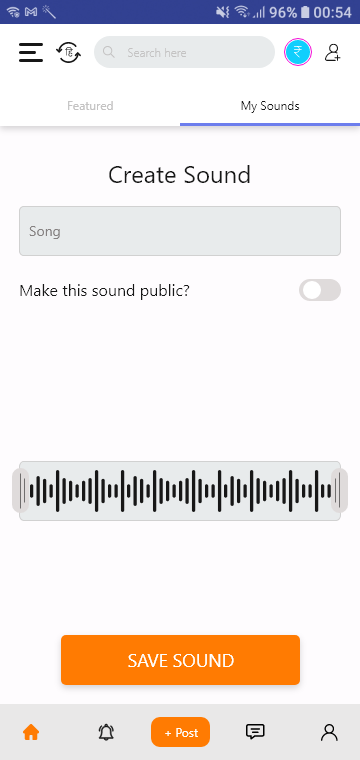 96% 00:54
हि Search here ₹
Featured My Sounds
Create Sound
Song
Make this sound public?
SAVE SOUND
+ Post